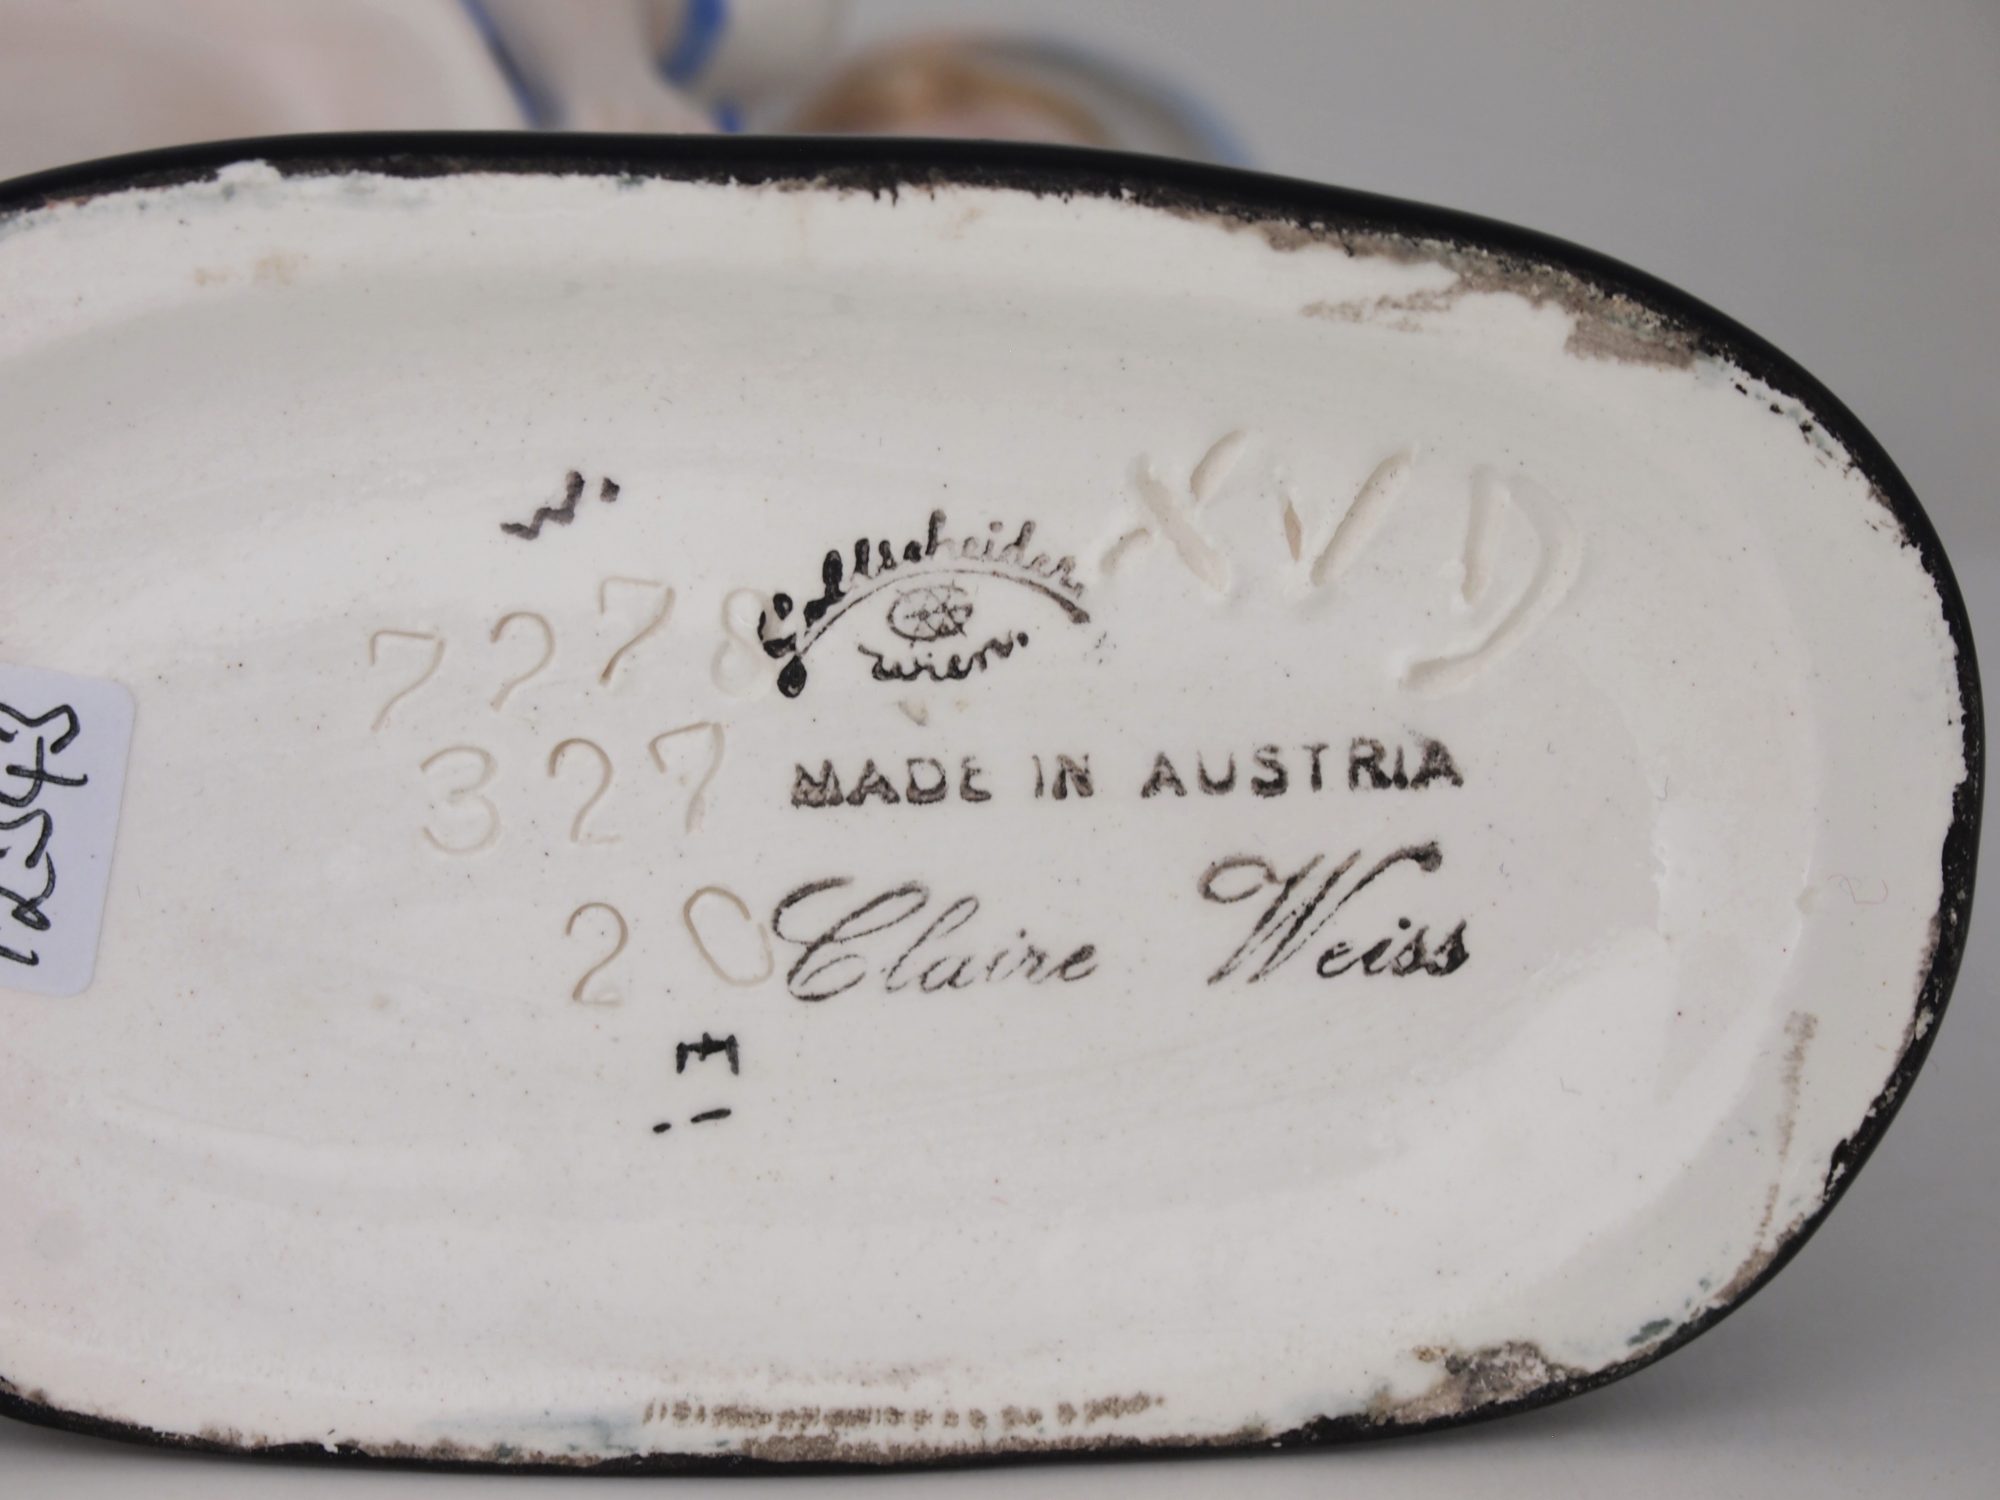 W.
Goldscheider
Wien.
XVD
7778
327
20
MADE IN AUSTRIA
Claire Weiss